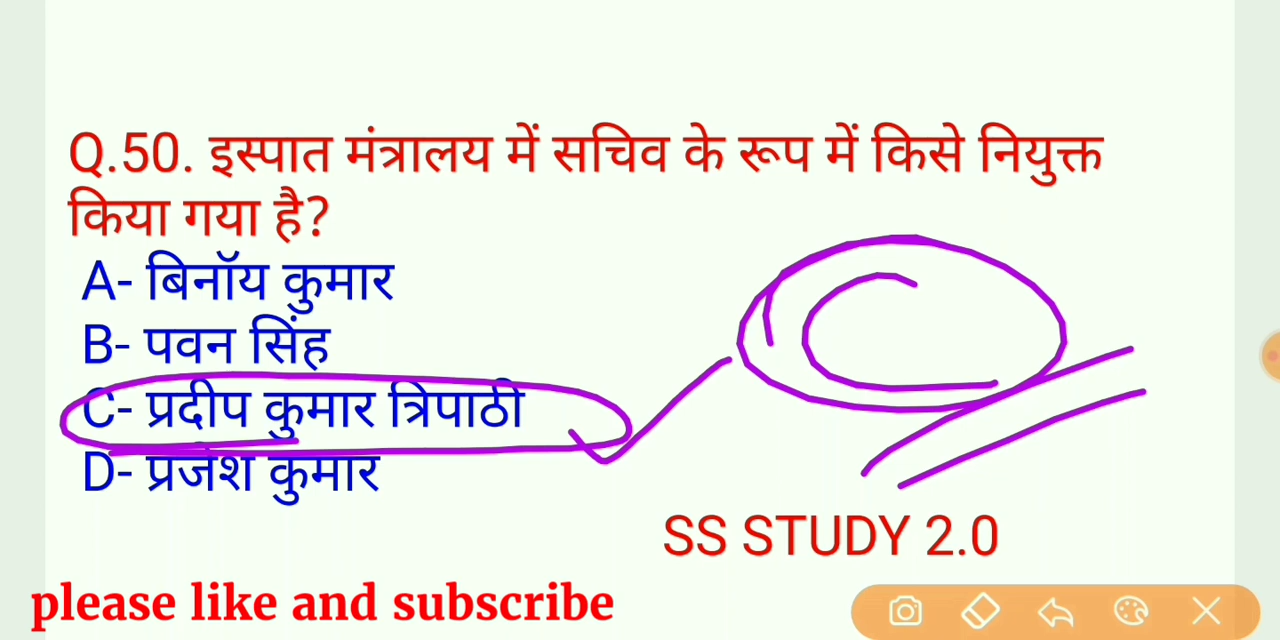 Q.50. इस्पात मंत्रालय में सचिव के रूप में किसे नियुक्त
किया गया है?
A- बिनॉय कुमार
B- पवन सिंह
C- प्रदीप कुमार त्रिपाठी
D- प्रजेश कुमार
SS STUDY 2.0
please like and subscribe